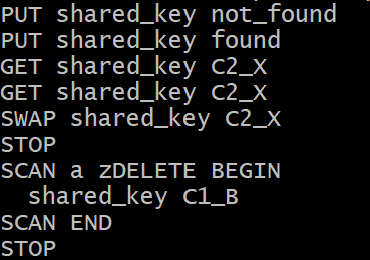 PUT shared_key not_found
PUT shared_key found
GET shared_key C2_X
GET shared_key C2_X
SWAP shared_key C2_X
STOP
SCAN a zDELETE BEGIN
  shared_key C1_B
SCAN END
STOP